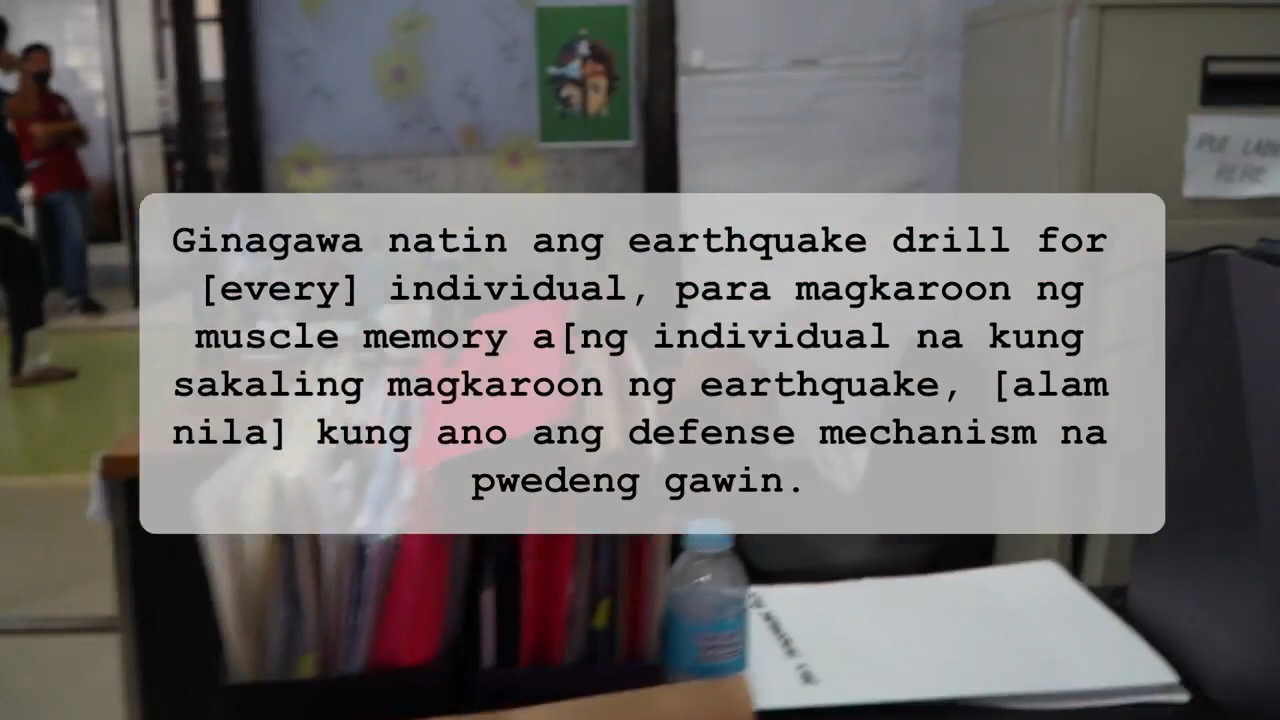 Ginagawa natin ang earthquake drill for
[every] individual, para magkaroon ng
muscle memory a[ng individual na kung
sakaling magkaroon ng earthquake, [alam
nila] kung ano ang defense mechanism na
pwedeng gawin.
HERE